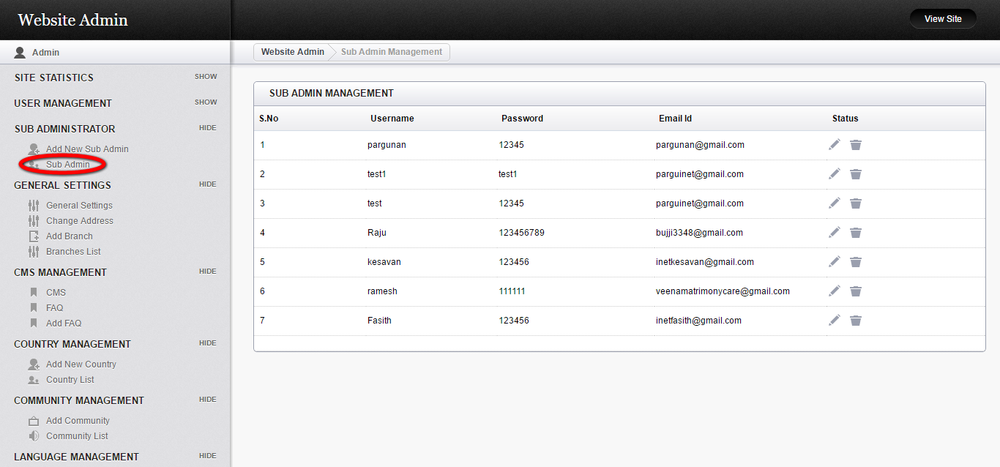 Website Admin
View Site
Admin
Website Admin Sub Admin Management
SITE STATISTICS SHOW
USER MANAGEMENT SHOW
SUB ADMINISTRATOR HIDE
Add New Sub Admin
Sub Admin
GENERAL SETTINGS HIDE
General Settings
Change Address
Add Branch
Branches List
CMS MANAGEMENT HIDE
CMS
FAQ
Add FAQ
COUNTRY MANAGEMENT HIDE
Add New Country
Country List
COMMUNITY MANAGEMENT HIDE
Add Community
Community List
LANGUAGE MANAGEMENT HIDE
SUB ADMIN MANAGEMENT
S.No Username Password Email Id Status
1 pargunan 12345 pargunan@gmail.com
2 test1 test1 parguinet@gmail.com
3 test 12345 parguinet@gmail.com
4 Raju 123456789 bujji3348@gmail.com
5 kesavan 123456 inetkesavan@gmail.com
6 ramesh 111111 veenamatrimonycare@gmail.com
7 Fasith 123456 inetfasith@gmail.com